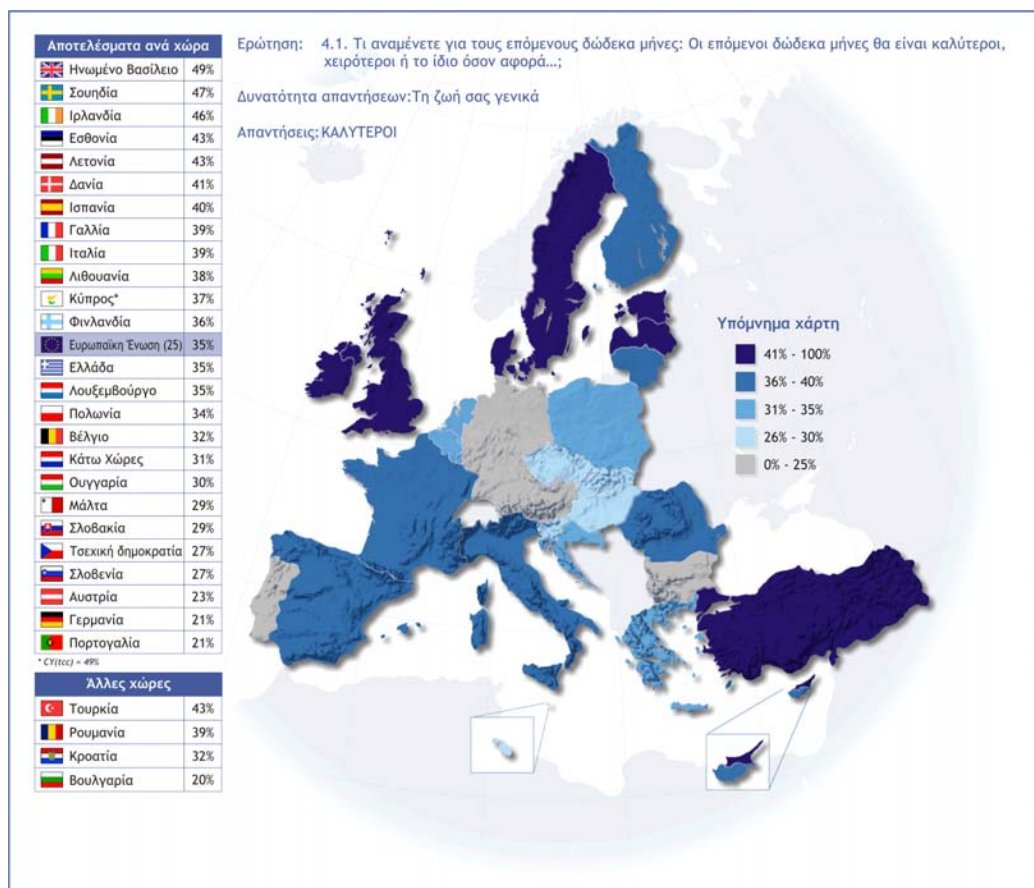 Αποτελέσματα ανά χώρα
Ηνωμένο Βασίλειο 49%
Σουηδία 47%
Ιρλανδία 46%
Εσθονία 43%
Λετονία 43%
Δανία 41%
Ισπανία 40%
Γαλλία 39%
Ιταλία 39%
Λιθουανία 38%
Κύπρος* 37%
Φινλανδία 36%
Ευρωπαϊκη Ένωση (25) 35%
Ελλάδα 35%
Λουξεμβούργο 35%
Πολωνία 34%
Βέλγιο 32%
Κάτω Χώρες 31%
Ουγγαρία 30%
Μάλτα 29%
Σλοβακία 29%
Τσεχική δημοκρατία 27%
Σλοβενία 27%
Αυστρία 23%
Γερμανία 21%
Πορτογαλία 21%
* CY(tcc) = 49%
Άλλες χώρες
Τουρκία 43%
Ρουμανία 39%
Κροατία 32%
Βουλγαρία 20%
Ερώτηση: 4.1. Τι αναμένετε για τους επόμενους δώδεκα μήνες: Οι επόμενοι δώδεκα μήνες θα είναι καλύτεροι,
χειρότεροι ή το ίδιο όσον αφορά...;
Δυνατότητα απαντήσεων:Τη ζωή σας γενικά
Απαντήσεις: ΚΑΛΥΤΕΡΟΙ
Υπόμνημα χάρτη
41% - 100%
36% - 40%
31% - 35%
26% - 30%
0% - 25%